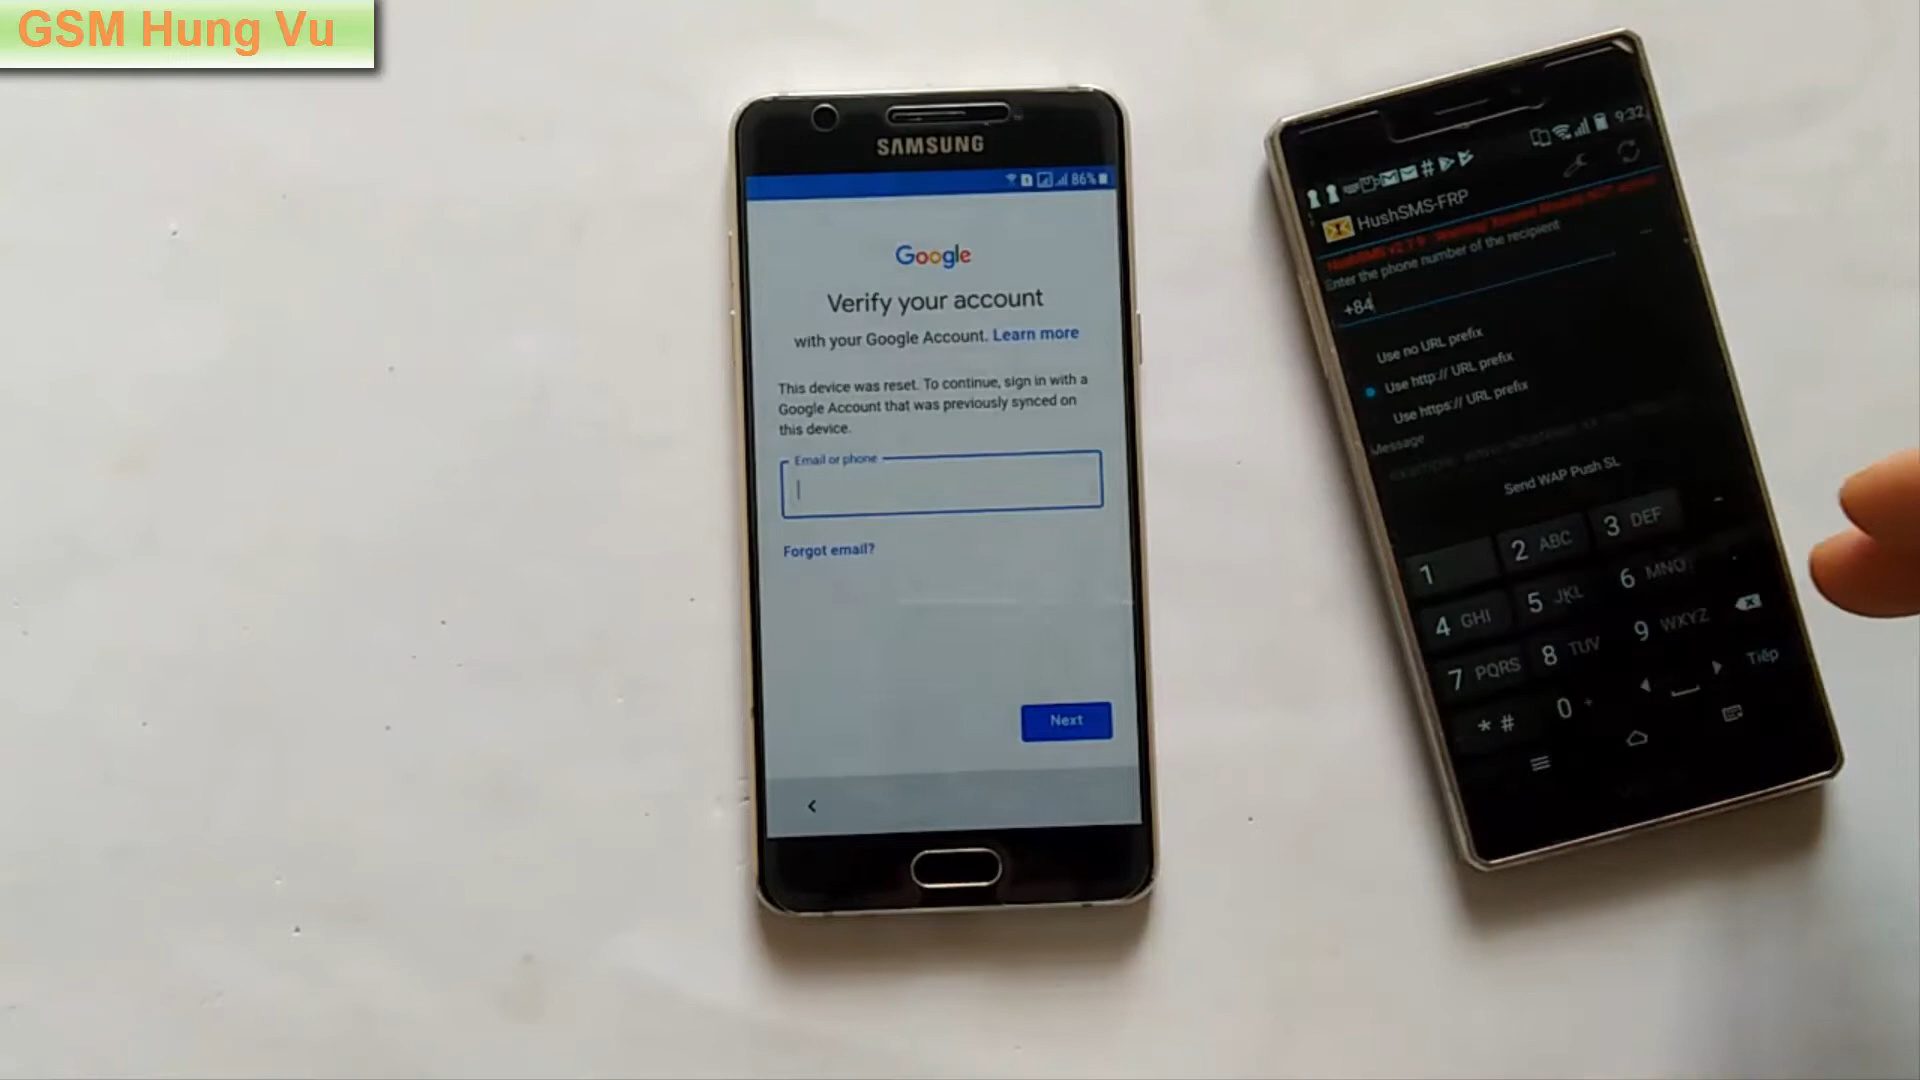 GSM Hung Vu
SAMSUNG
86%
Google
Verify your account
with your Google Account. Learn more
This device was reset. To continue, sign in with a
Google Account that was previously synced on
this device.
Email or phone
Forgot email?
Next
9:32
HushSMS-FRP
Enter the phone number of the recipient
+84
Use no URL prefix
Use http:// URL prefix
Use https:// URL prefix
Message
Send WAP Push SL
1
2 ABC
3 DEF
4 GHI
5 JKL
6 MNO
7 PQRS
8 TUV
9 WXYZ
Tiếp
* #
0 +